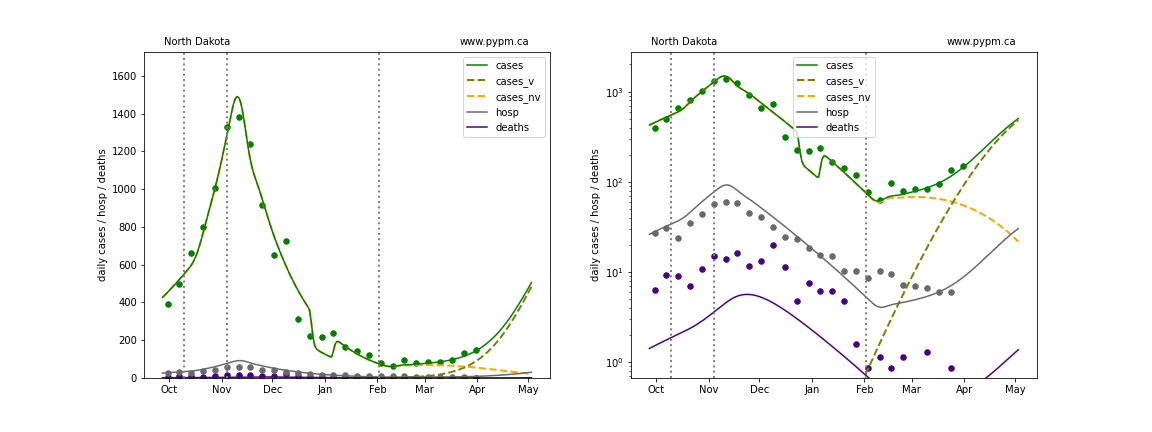 North Dakota www.pypm.ca
daily cases / hosp / deaths
1600
1400
1200
1000
800
600
400
200
0
cases
cases_v
cases_nv
hosp
deaths
Oct Nov Dec Jan Feb Mar Apr May
North Dakota www.pypm.ca
daily cases / hosp / deaths
10³
10²
10¹
10⁰
cases
cases_v
cases_nv
hosp
deaths
Oct Nov Dec Jan Feb Mar Apr May